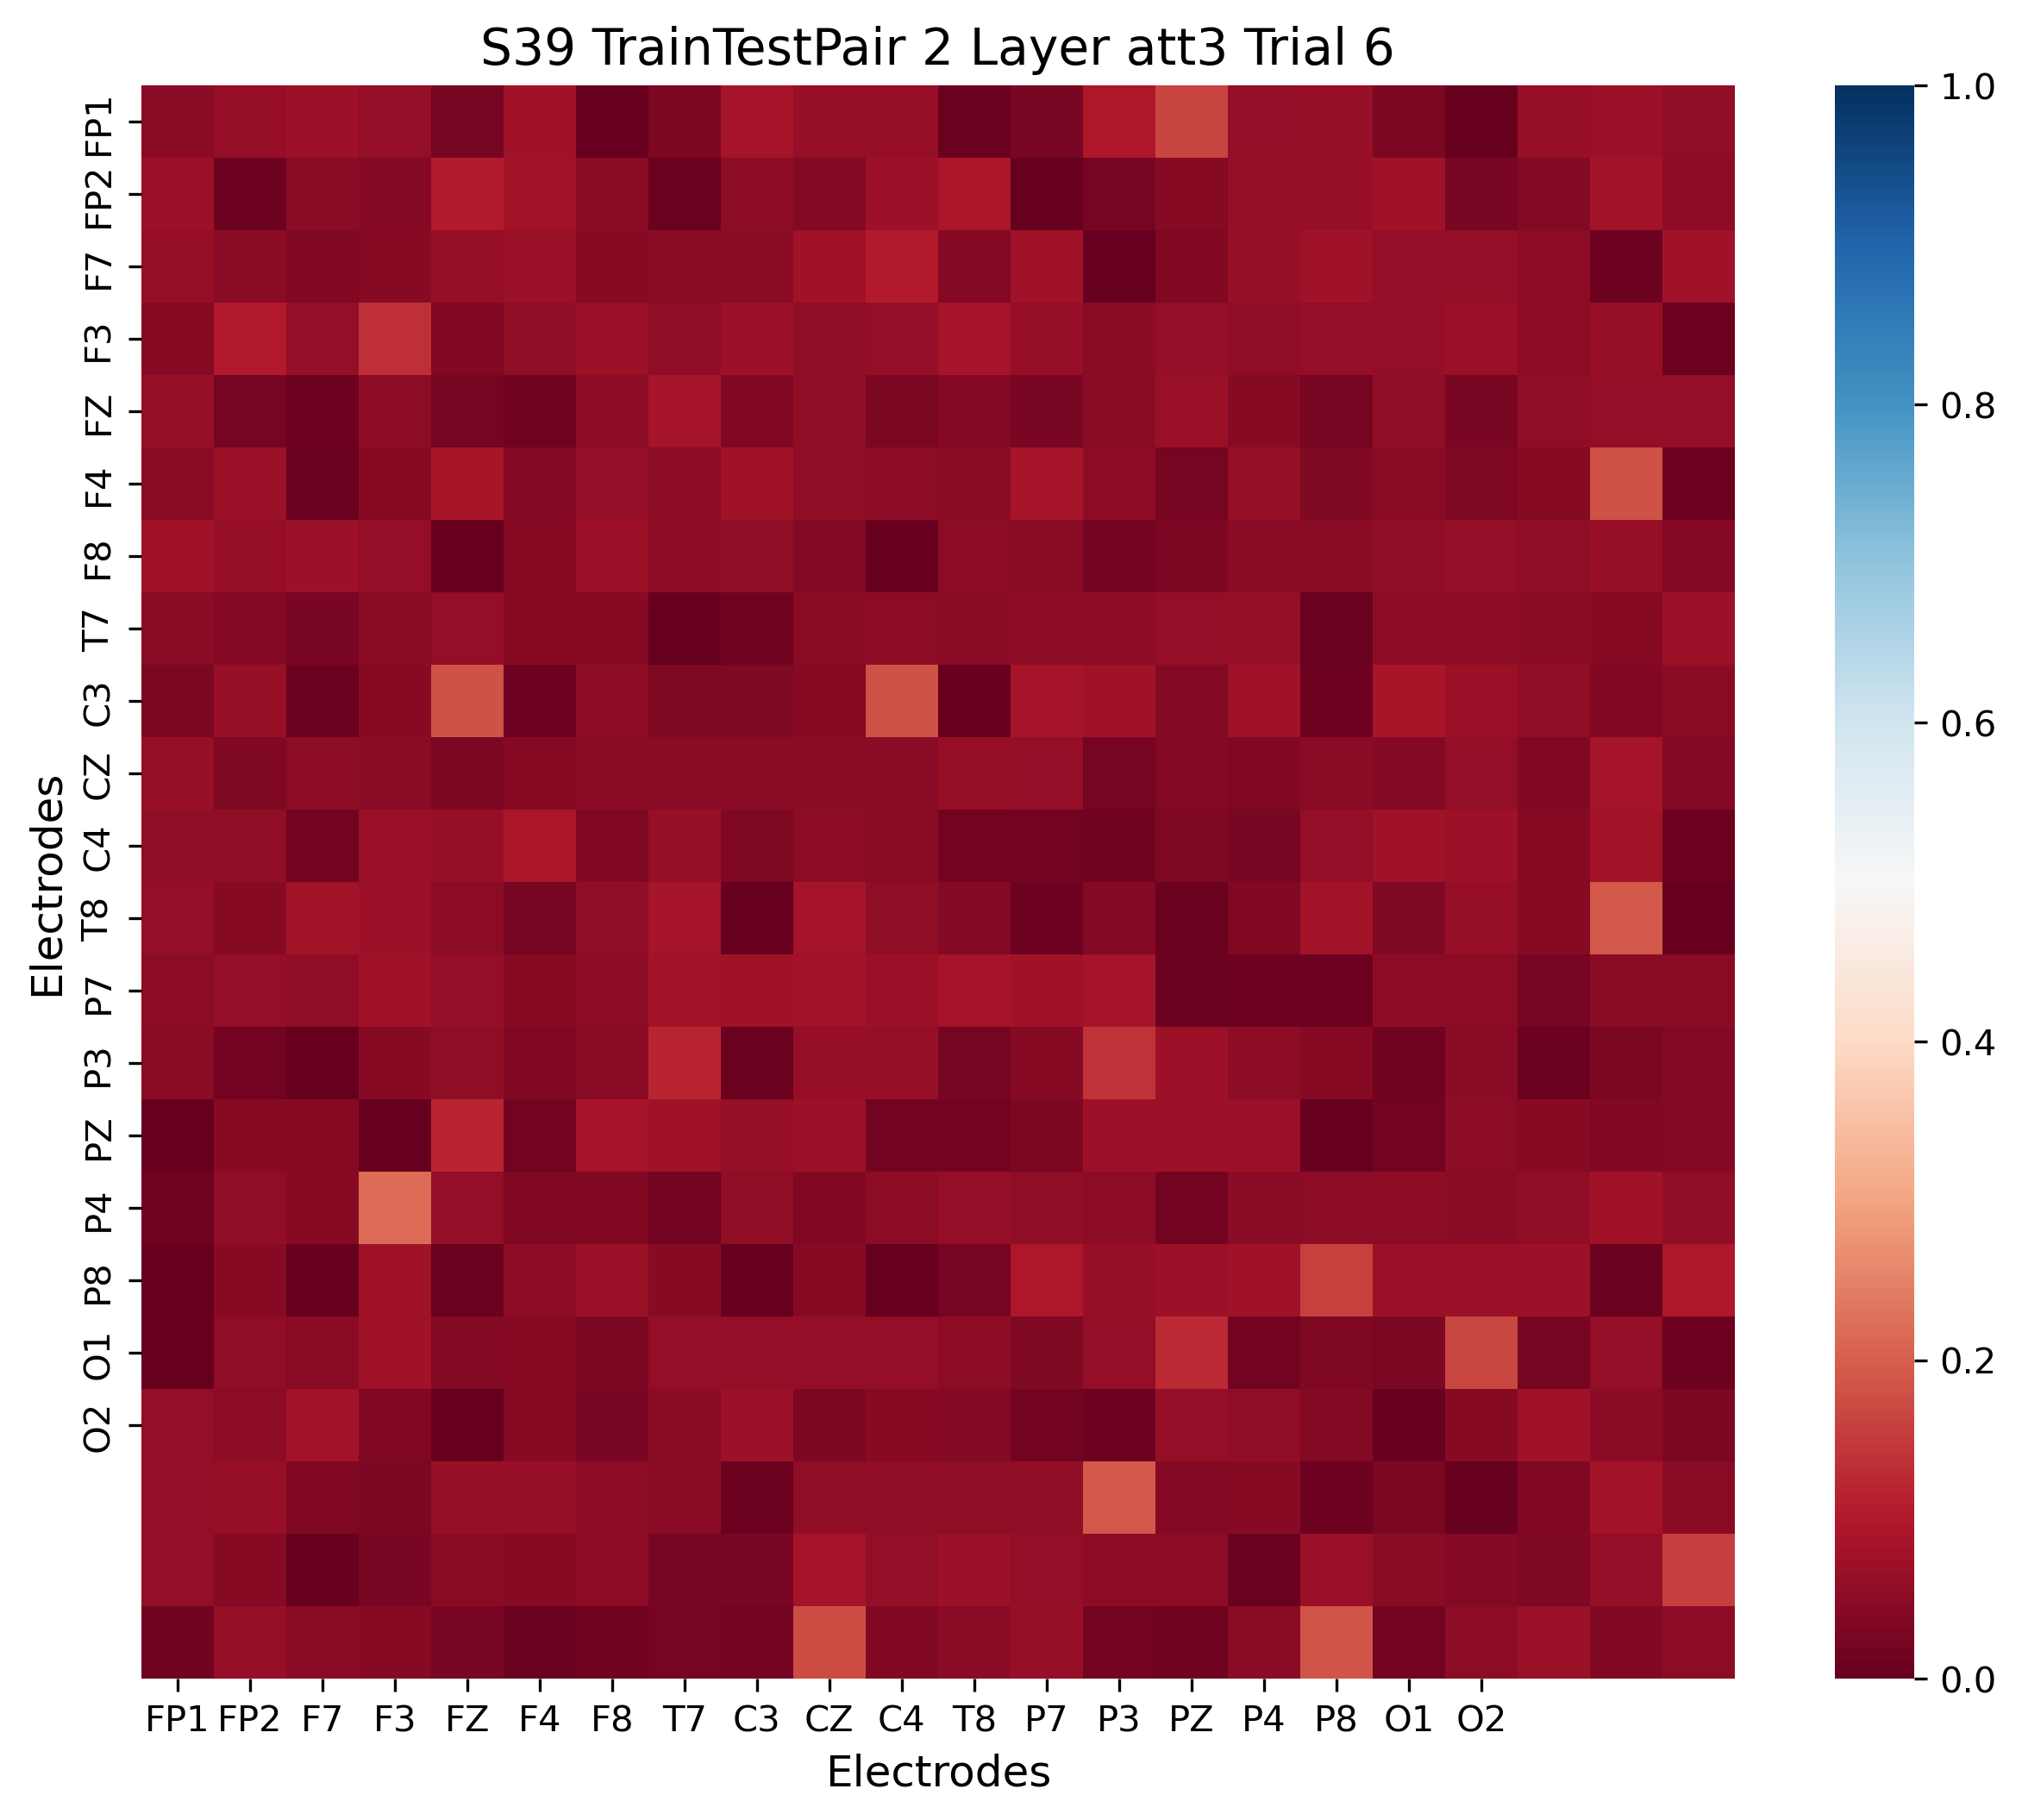 S39 TrainTestPair 2 Layer att3 Trial 6
Electrodes
FP1
FP2
F7
F3
FZ
F4
F8
T7
C3
CZ
C4
T8
P7
P3
PZ
P4
P8
O1
O2
FP1 FP2 F7 F3 FZ F4 F8 T7 C3 CZ C4 T8 P7 P3 PZ P4 P8 O1 O2
Electrodes
1.0
0.8
0.6
0.4
0.2
0.0